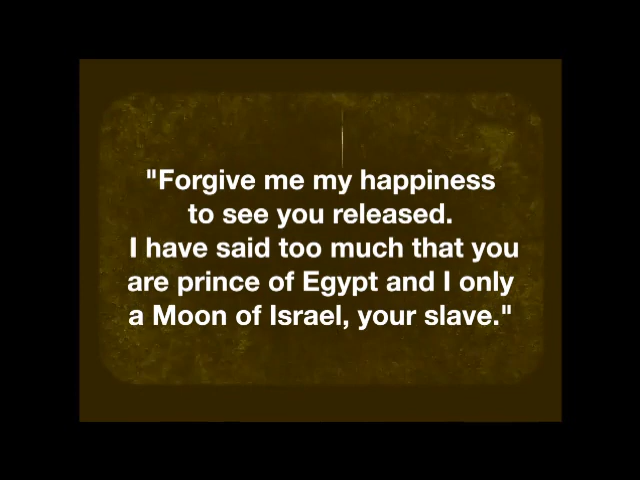 "Forgive me my happiness
to see you released.
I have said too much that you
are prince of Egypt and I only
a Moon of Israel, your slave."